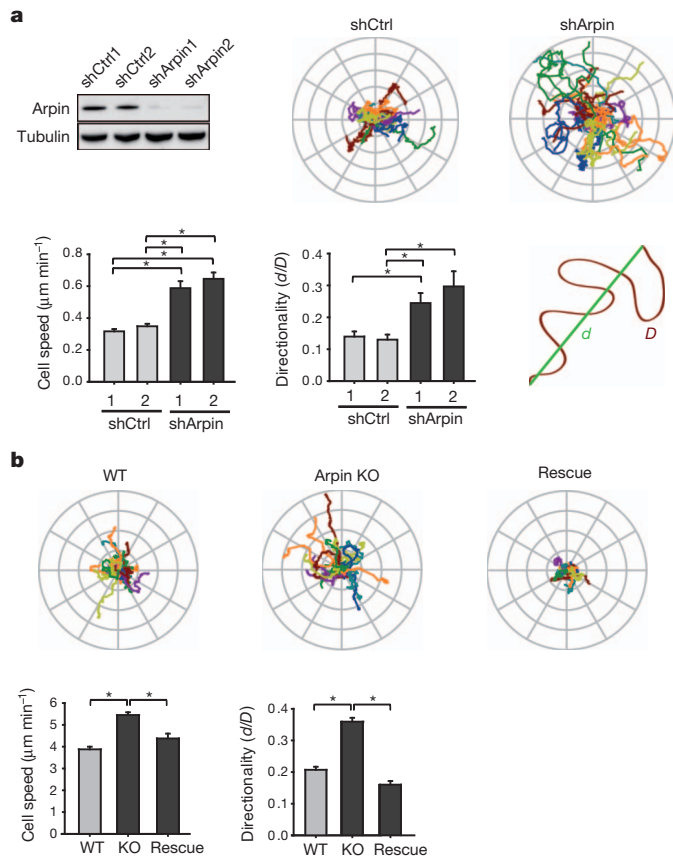 a
shCtrl1 shCtrl2 shArpin1 shArpin2
Arpin
Tubulin
shCtrl
shArpin
Cell speed (μm min⁻¹)
0.8
0.6
0.4
0.2
0.0
* * * *
1 2 1 2
shCtrl shArpin
Directionality (d/D)
0.4
0.3
0.2
0.1
0.0
* * *
1 2 1 2
shCtrl shArpin
d D
b
WT
Arpin KO
Rescue
Cell speed (μm min⁻¹)
6
5
4
3
2
1
0
* *
WT KO Rescue
Directionality (d/D)
0.4
0.3
0.2
0.1
0.0
* *
WT KO Rescue